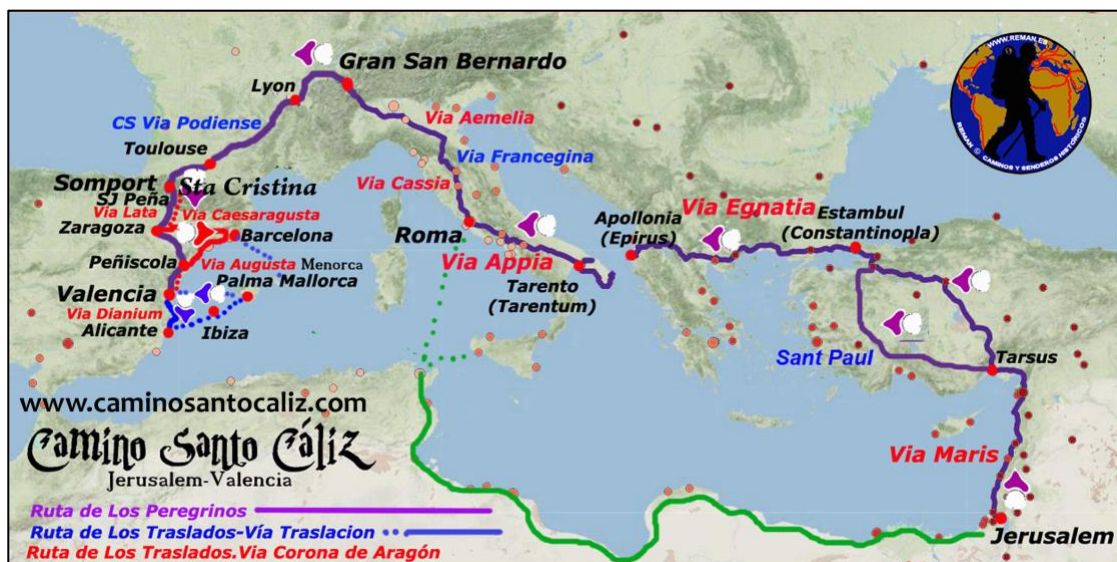 WWW.REMAN.ES
REMAN © CAMINOS Y SENDEROS HISTÓRICOS
Gran San Bernardo
Lyon
Via Aemelia
CS Via Podiense
Toulouse
Via Francegina
Somport
Sta Cristina
SJ Peña
Via Cassia
Via Lata
Via Caesaragusta
Zaragoza
Barcelona
Roma
Apollonia
(Epirus)
Via Egnatia
Estambul
(Constantinopla)
Peñiscola
Via Augusta
Menorca
Via Appia
Palma Mallorca
Valencia
Tarento
(Tarentum)
Via Dianium
Alicante
Ibiza
Sant Paul
Tarsus
www.caminosantocaliz.com
Camino Santo Cáliz
Jerusalem-Valencia
Via Maris
Ruta de Los Peregrinos
Ruta de Los Traslados-Vía Traslacion
Ruta de Los Traslados.Via Corona de Aragón
Jerusalem